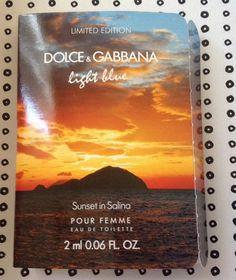 LIMITED EDITION
DOLCE & GABBANA
light blue
Sunset in Salina
POUR FEMME
EAU DE TOILETTE
2 ml 0.06 FL. OZ.